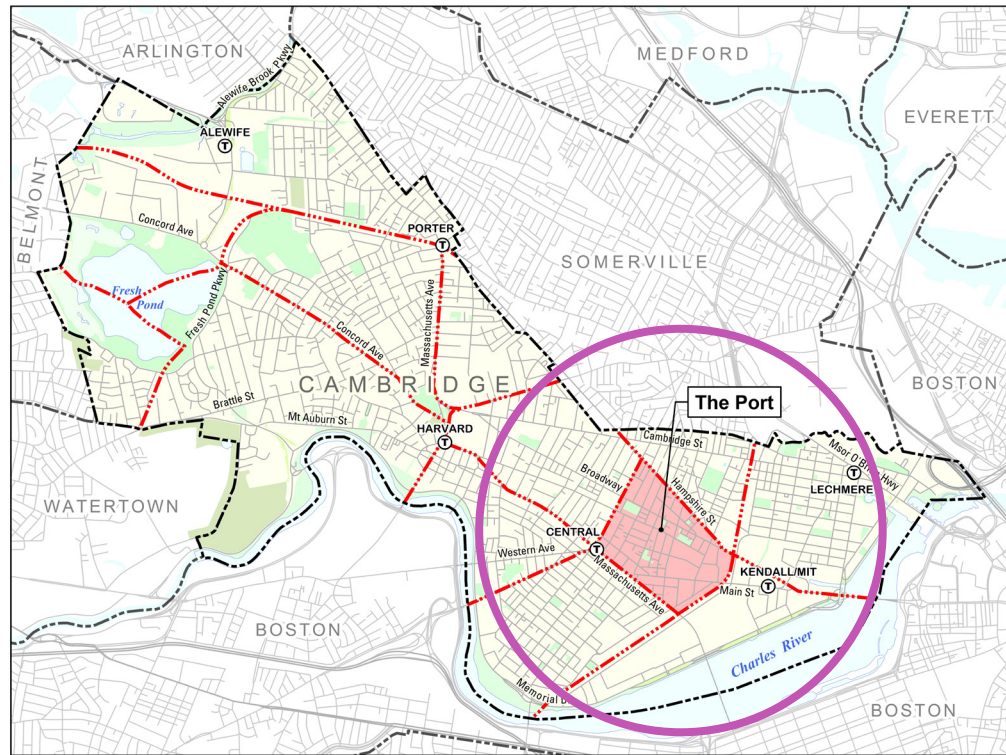 ARLINGTON
MEDFORD
Alewife Brook Pkwy
EVERETT
ALEWIFE
T
BELMONT
Concord Ave
PORTER
T
SOMERVILLE
Fresh
Pond
Fresh Pond Pkwy
Massachusetts Ave
Concord Ave
CAMBRIDGE
BOSTON
Brattle St
The Port
Mt Auburn St
HARVARD
T
Cambridge St
Msgr O'Brien Hwy
Broadway
Hampshire St
T
LECHMERE
WATERTOWN
CENTRAL
T
Western Ave
Massachusetts Ave
KENDALL/MIT
T
Main St
BOSTON
Charles River
Memorial
BOSTON